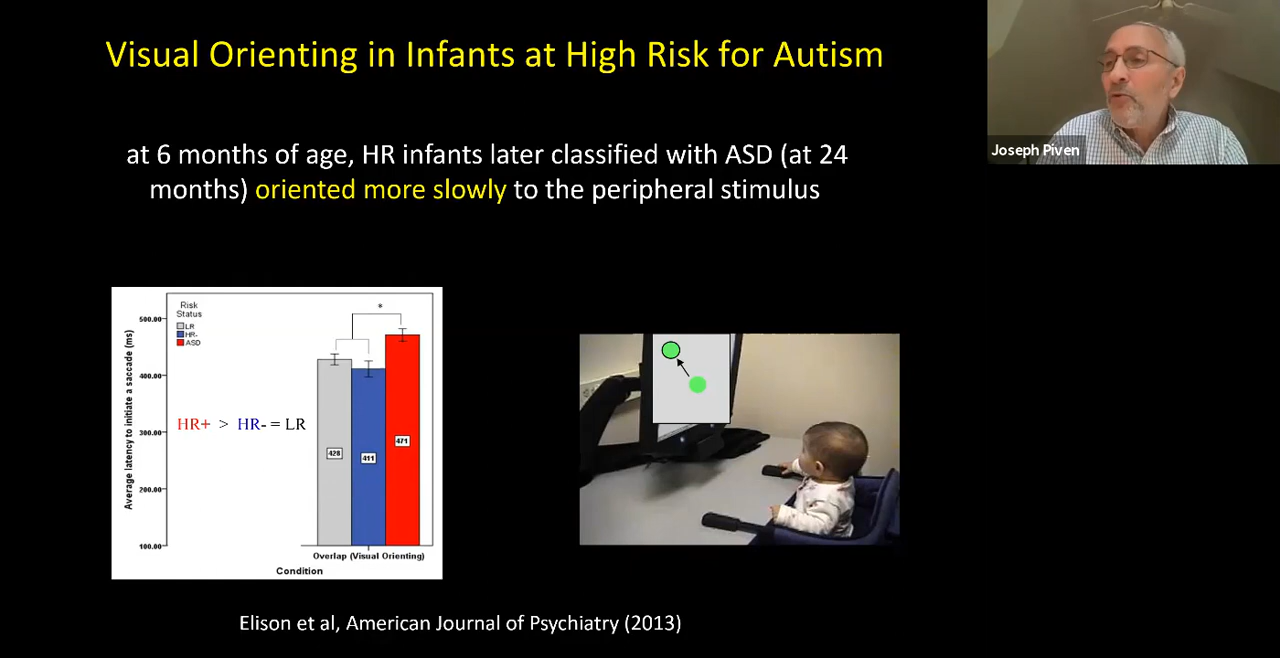 Visual Orienting in Infants at High Risk for Autism
Joseph Piven
at 6 months of age, HR infants later classified with ASD (at 24
months) oriented more slowly to the peripheral stimulus
Risk
Status
LR
HR-
ASD
*
500.00
400.00
300.00
200.00
100.00
Average latency to initiate a saccade (ms)
HR+ > HR- = LR
428
411
471
Overlap (Visual Orienting)
Condition
Elison et al, American Journal of Psychiatry (2013)